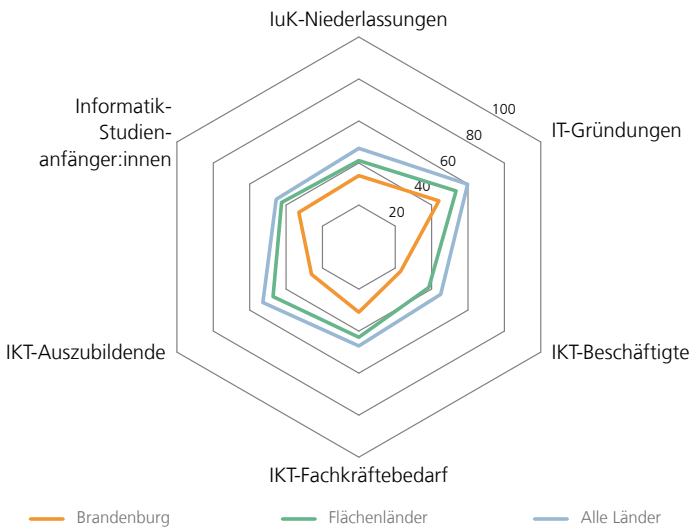 IuK-Niederlassungen
Informatik-
Studien-
anfänger:innen
100
IT-Gründungen
80
60
40
20
IKT-Auszubildende
IKT-Beschäftigte
IKT-Fachkräftebedarf
Brandenburg
Flächenländer
Alle Länder